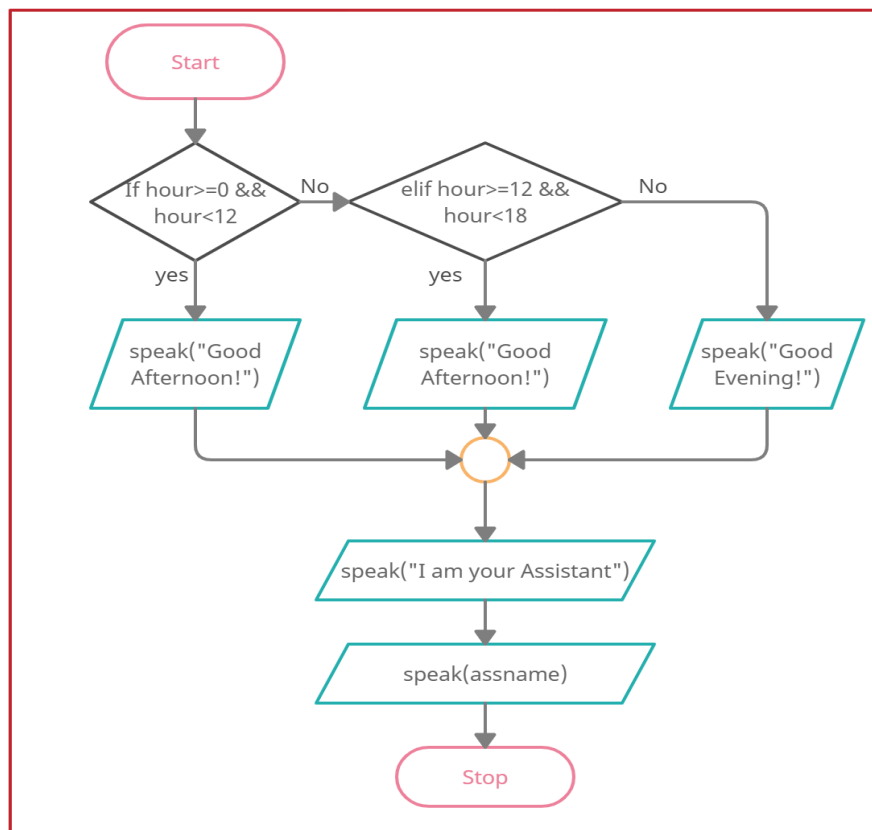 Start
If hour>=0 &&
hour<12
No
elif hour>=12 &&
hour<18
No
yes
yes
speak("Good
Afternoon!")
speak("Good
Afternoon!")
speak("Good
Evening!")
speak("I am your Assistant")
speak(assname)
Stop